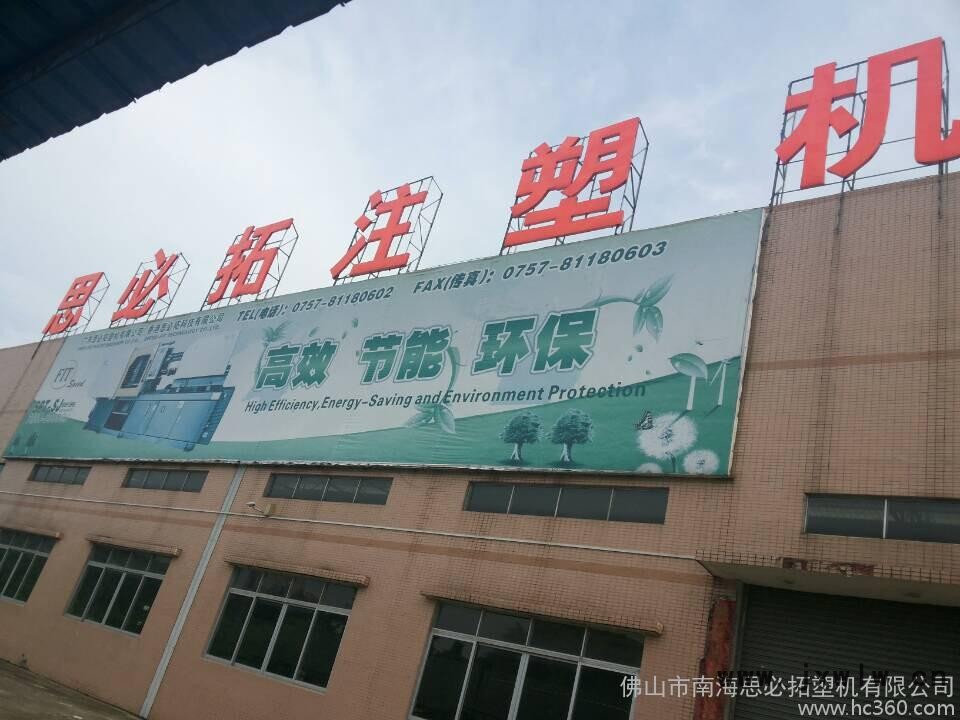 思必拓注塑机
TEL(电话): 0757-81180602 FAX(传真): 0757-81180603
高效 节能 环保
High Efficiency,Energy-Saving and Environment Protection
FIT
佛山市南海思必拓塑机有限公司
www.hc360.com